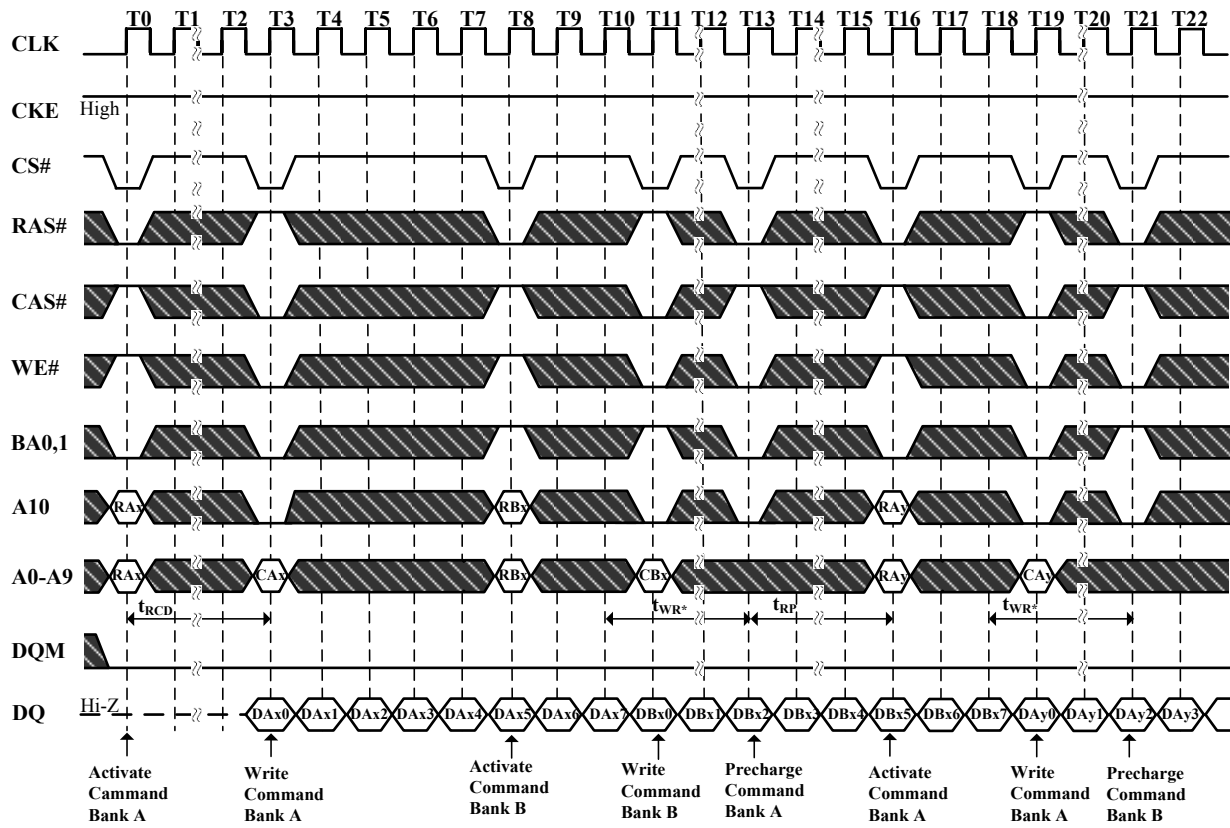 T0 T1 T2 T3 T4 T5 T6 T7 T8 T9 T10 T11 T12 T13 T14 T15 T16 T17 T18 T19 T20 T21 T22
CLK
CKE High
CS#
RAS#
CAS#
WE#
BA0,1
A10 RAx RBx RAy
A0-A9 RAx CAx RBx CBx RAy CAy
tRCD tWR* tRP tWR*
DQM
DQ Hi-Z DAx0 DAx1 DAx2 DAx3 DAx4 DAx5 DAx6 DAx7 DBx0 DBx1 DBx2 DBx3 DBx4 DBx5 DBx6 DBx7 DAy0 DAy1 DAy2 DAy3
Activate
Cammand
Bank A
Write
Command
Bank A
Activate
Command
Bank B
Write
Command
Bank B
Precharge
Command
Bank A
Activate
Command
Bank A
Write
Command
Bank A
Precharge
Command
Bank B